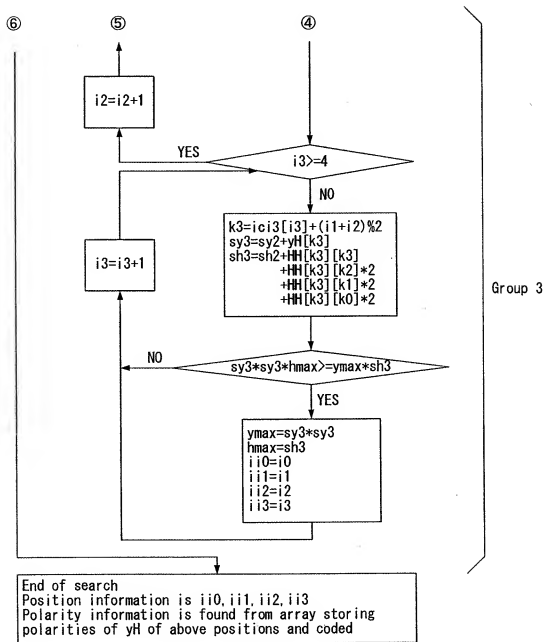 ⑥ ⑤ ④
i2=i2+1
YES
i3>=4
NO
k3=ici3[i3]+(i1+i2)%2
sy3=sy2+yH[k3]
sh3=sh2+HH[k3][k3]
+HH[k3][k2]*2
+HH[k3][k1]*2
+HH[k3][k0]*2
i3=i3+1
Group 3
NO
sy3*sy3*hmax>=ymax*sh3
YES
ymax=sy3*sy3
hmax=sh3
ii0=i0
ii1=i1
ii2=i2
ii3=i3
End of search
Position information is ii0, ii1, ii2, ii3
Polarity information is found from array storing
polarities of yH of above positions and coded